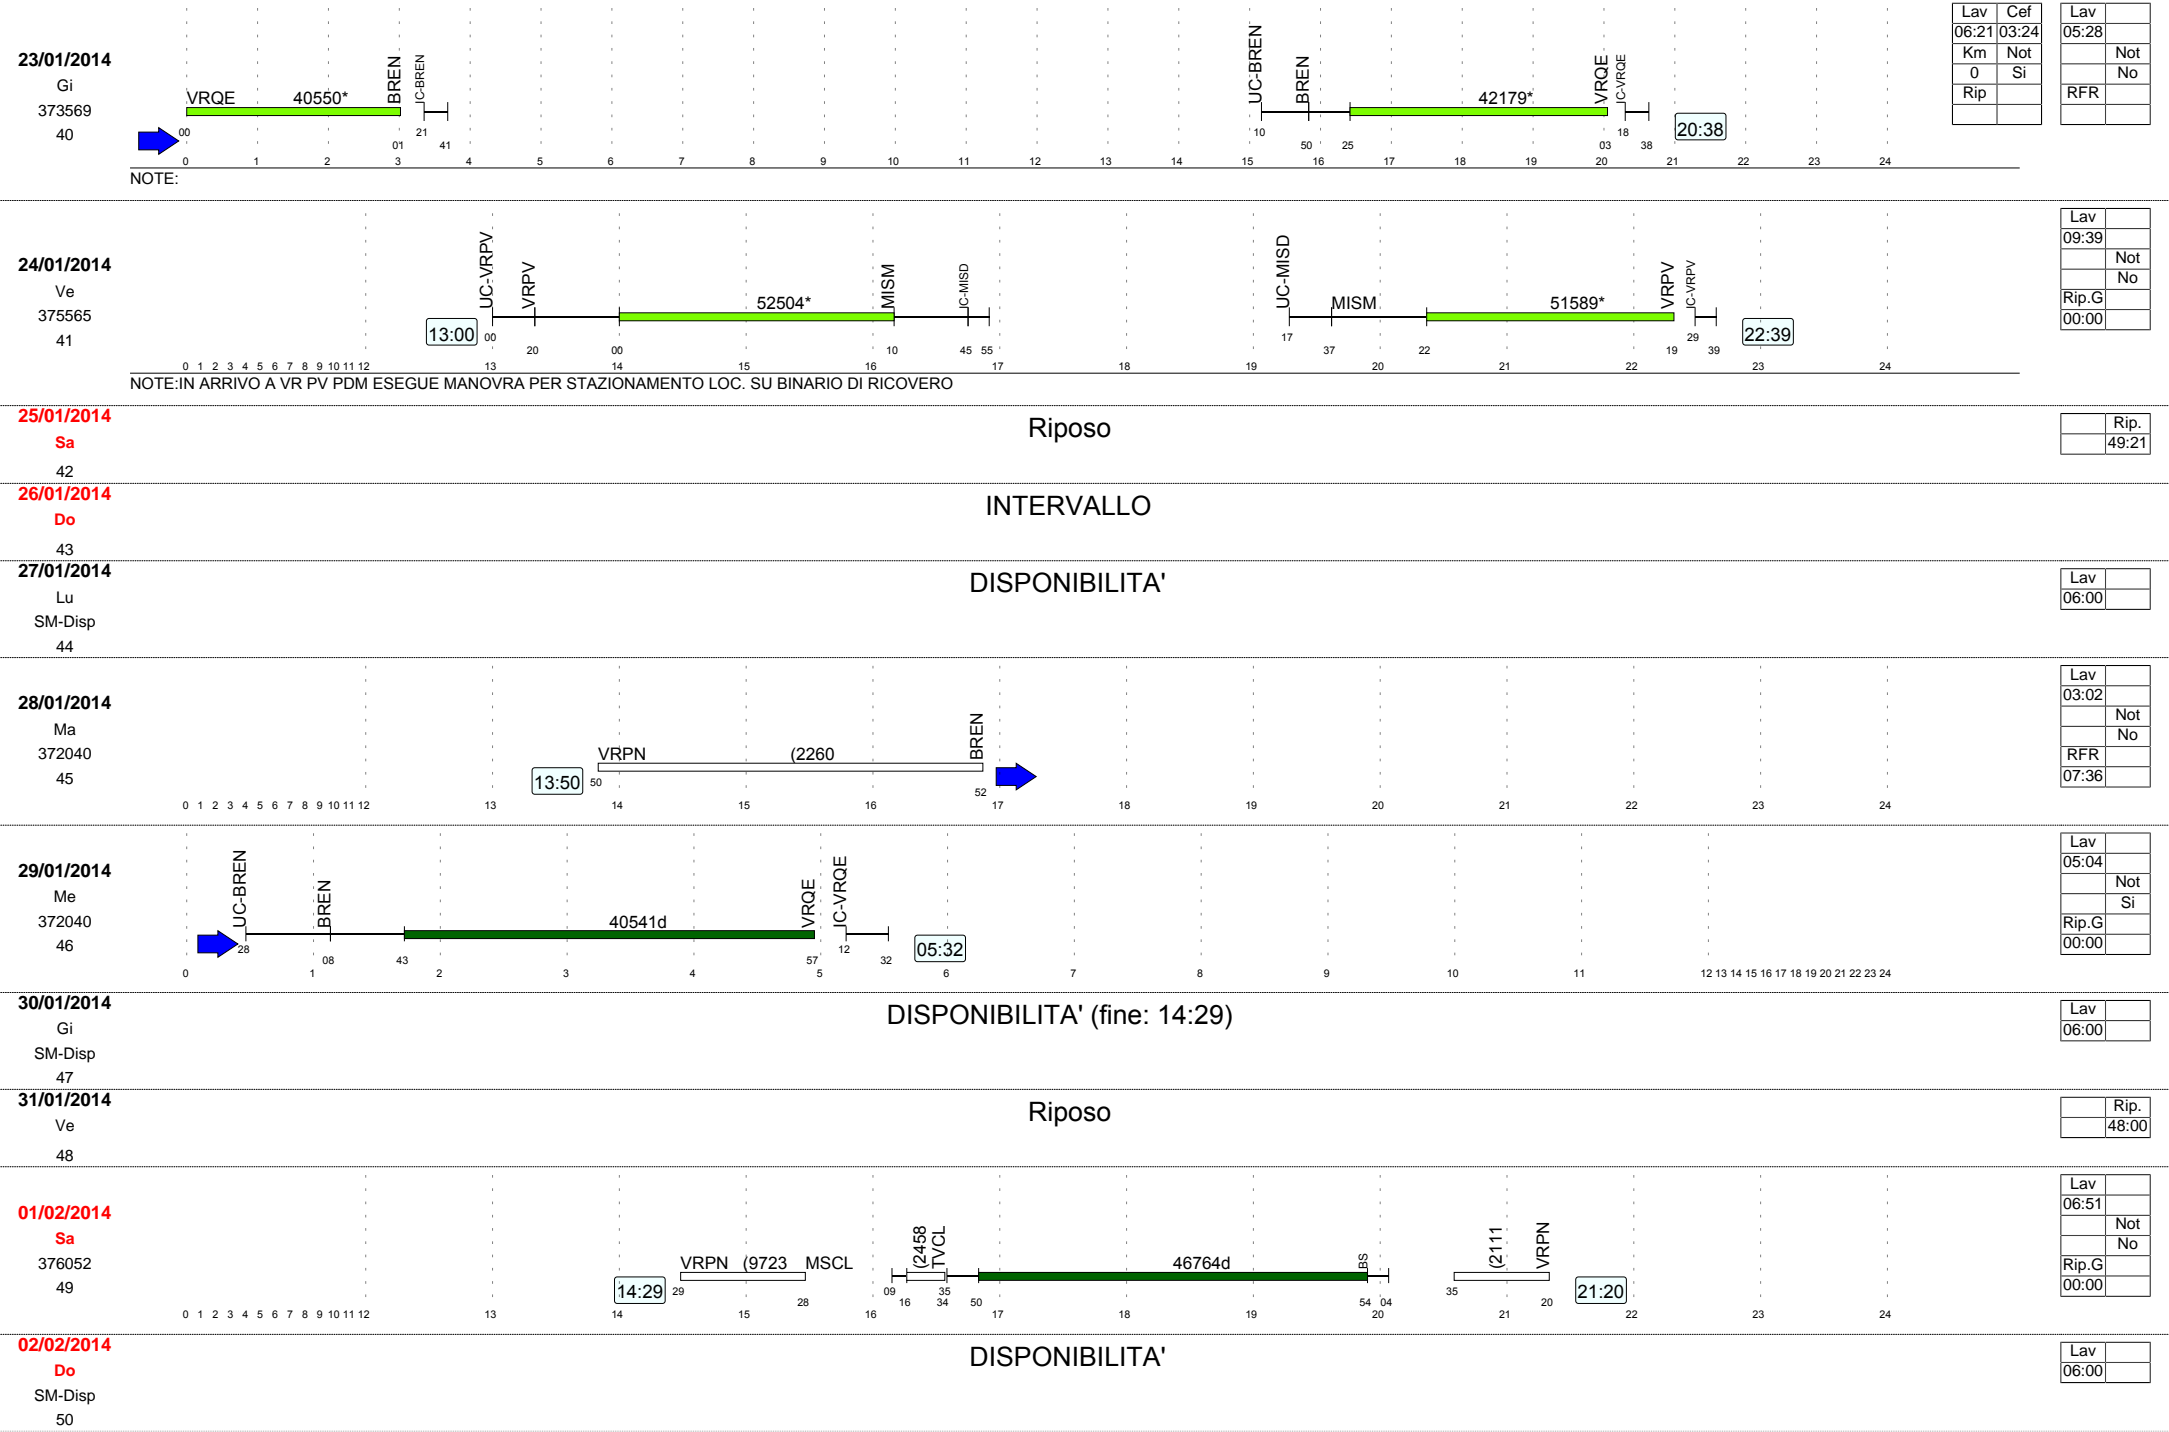 23/01/2014
Gi
373569
40
VRQE 40550* BREN IC-BREN UC-BREN BREN 42179* VRQE IC-VRQE
00 01 21 41 10 50 25 03 18 38 20:38
0 1 2 3 4 5 6 7 8 9 10 11 12 13 14 15 16 17 18 19 20 21 22 23 24
NOTE:
Lav Cef Lav
06:21 03:24 05:28
Km Not Not
0 Si No
Rip RFR
24/01/2014
Ve
375565
41
UC-VRPV VRPV 52504* MISM IC-MISD UC-MISD MISM 51589* VRPV IC-VRPV
13:00 00 20 00 10 45 55 17 37 22 19 29 39 22:39
0 1 2 3 4 5 6 7 8 9 10 11 12 13 14 15 16 17 18 19 20 21 22 23 24
NOTE:IN ARRIVO A VR PV PDM ESEGUE MANOVRA PER STAZIONAMENTO LOC. SU BINARIO DI RICOVERO
Lav
09:39
Not
No
Rip.G
00:00
25/01/2014
Sa
42
Riposo
Rip.
49:21
26/01/2014
Do
43
INTERVALLO
27/01/2014
Lu
SM-Disp
44
DISPONIBILITA'
Lav
06:00
28/01/2014
Ma
372040
45
VRPN (2260 BREN
13:50 50 52
0 1 2 3 4 5 6 7 8 9 10 11 12 13 14 15 16 17 18 19 20 21 22 23 24
Lav
03:02
Not
No
RFR
07:36
29/01/2014
Me
372040
46
UC-BREN BREN 40541d VRQE IC-VRQE
28 08 43 57 12 32 05:32
0 1 2 3 4 5 6 7 8 9 10 11 12 13 14 15 16 17 18 19 20 21 22 23 24
Lav
05:04
Not
Si
Rip.G
00:00
30/01/2014
Gi
SM-Disp
47
DISPONIBILITA' (fine: 14:29)
Lav
06:00
31/01/2014
Ve
48
Riposo
Rip.
48:00
01/02/2014
Sa
376052
49
VRPN (9723 MSCL (2458 TVCL 46764d BS (2111 VRPN
14:29 29 28 09 16 35 34 50 54 04 35 20 21:20
0 1 2 3 4 5 6 7 8 9 10 11 12 13 14 15 16 17 18 19 20 21 22 23 24
Lav
06:51
Not
No
Rip.G
00:00
02/02/2014
Do
SM-Disp
50
DISPONIBILITA'
Lav
06:00